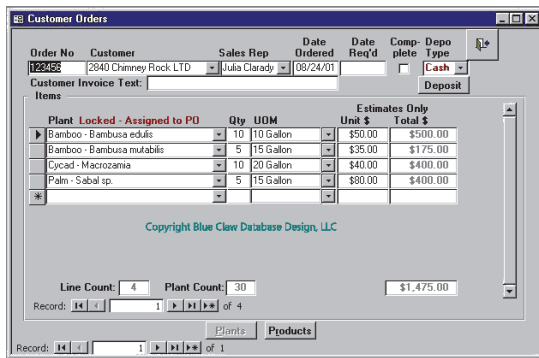 Customer Orders
Date Date Comp- Depo
Order No Customer Sales Rep Ordered Req'd plete Type
123456 2840 Chimney Rock LTD Julia Clarady 08/24/01 Cash
Customer Invoice Text: Deposit
Items
Estimates Only
Plant Locked - Assigned to PO Qty UOM Unit $ Total $
Bamboo - Bambusa edulis 10 10 Gallon $50.00 $500.00
Bamboo - Bambusa mutabilis 5 15 Gallon $35.00 $175.00
Cycad - Macrozamia 10 20 Gallon $40.00 $400.00
Palm - Sabal sp. 5 15 Gallon $80.00 $400.00
Copyright Blue Claw Database Design, LLC
Line Count: 4 Plant Count: 30 $1,475.00
Record: 1 of 4
Plants Products
Record: 1 of 1